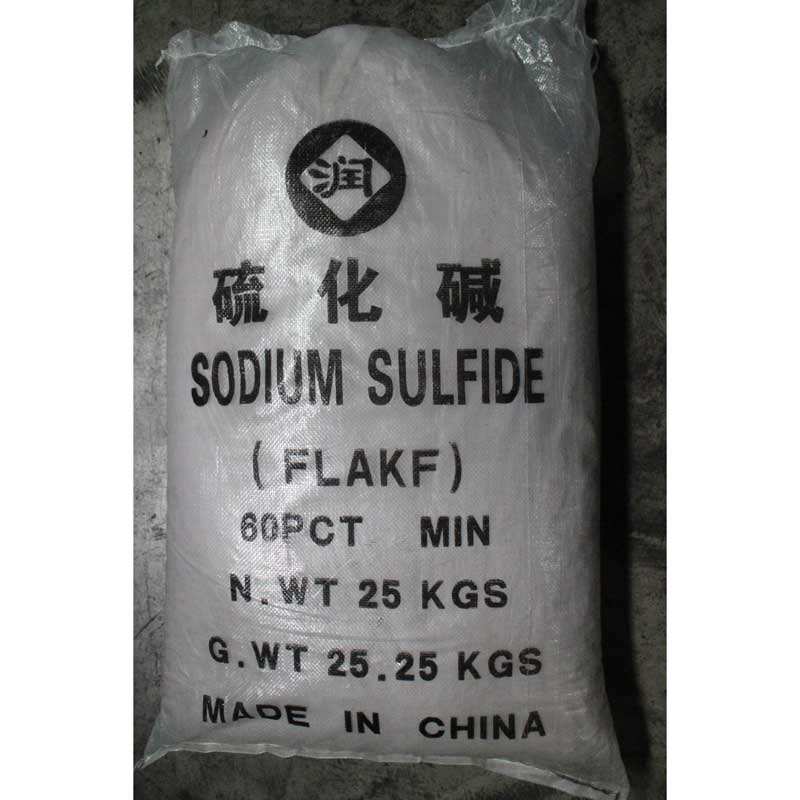 润
硫化碱
SODIUM SULFIDE
(FLAKF)
60PCT MIN
N.WT 25 KGS
G.WT 25.25 KGS
MADE IN CHINA